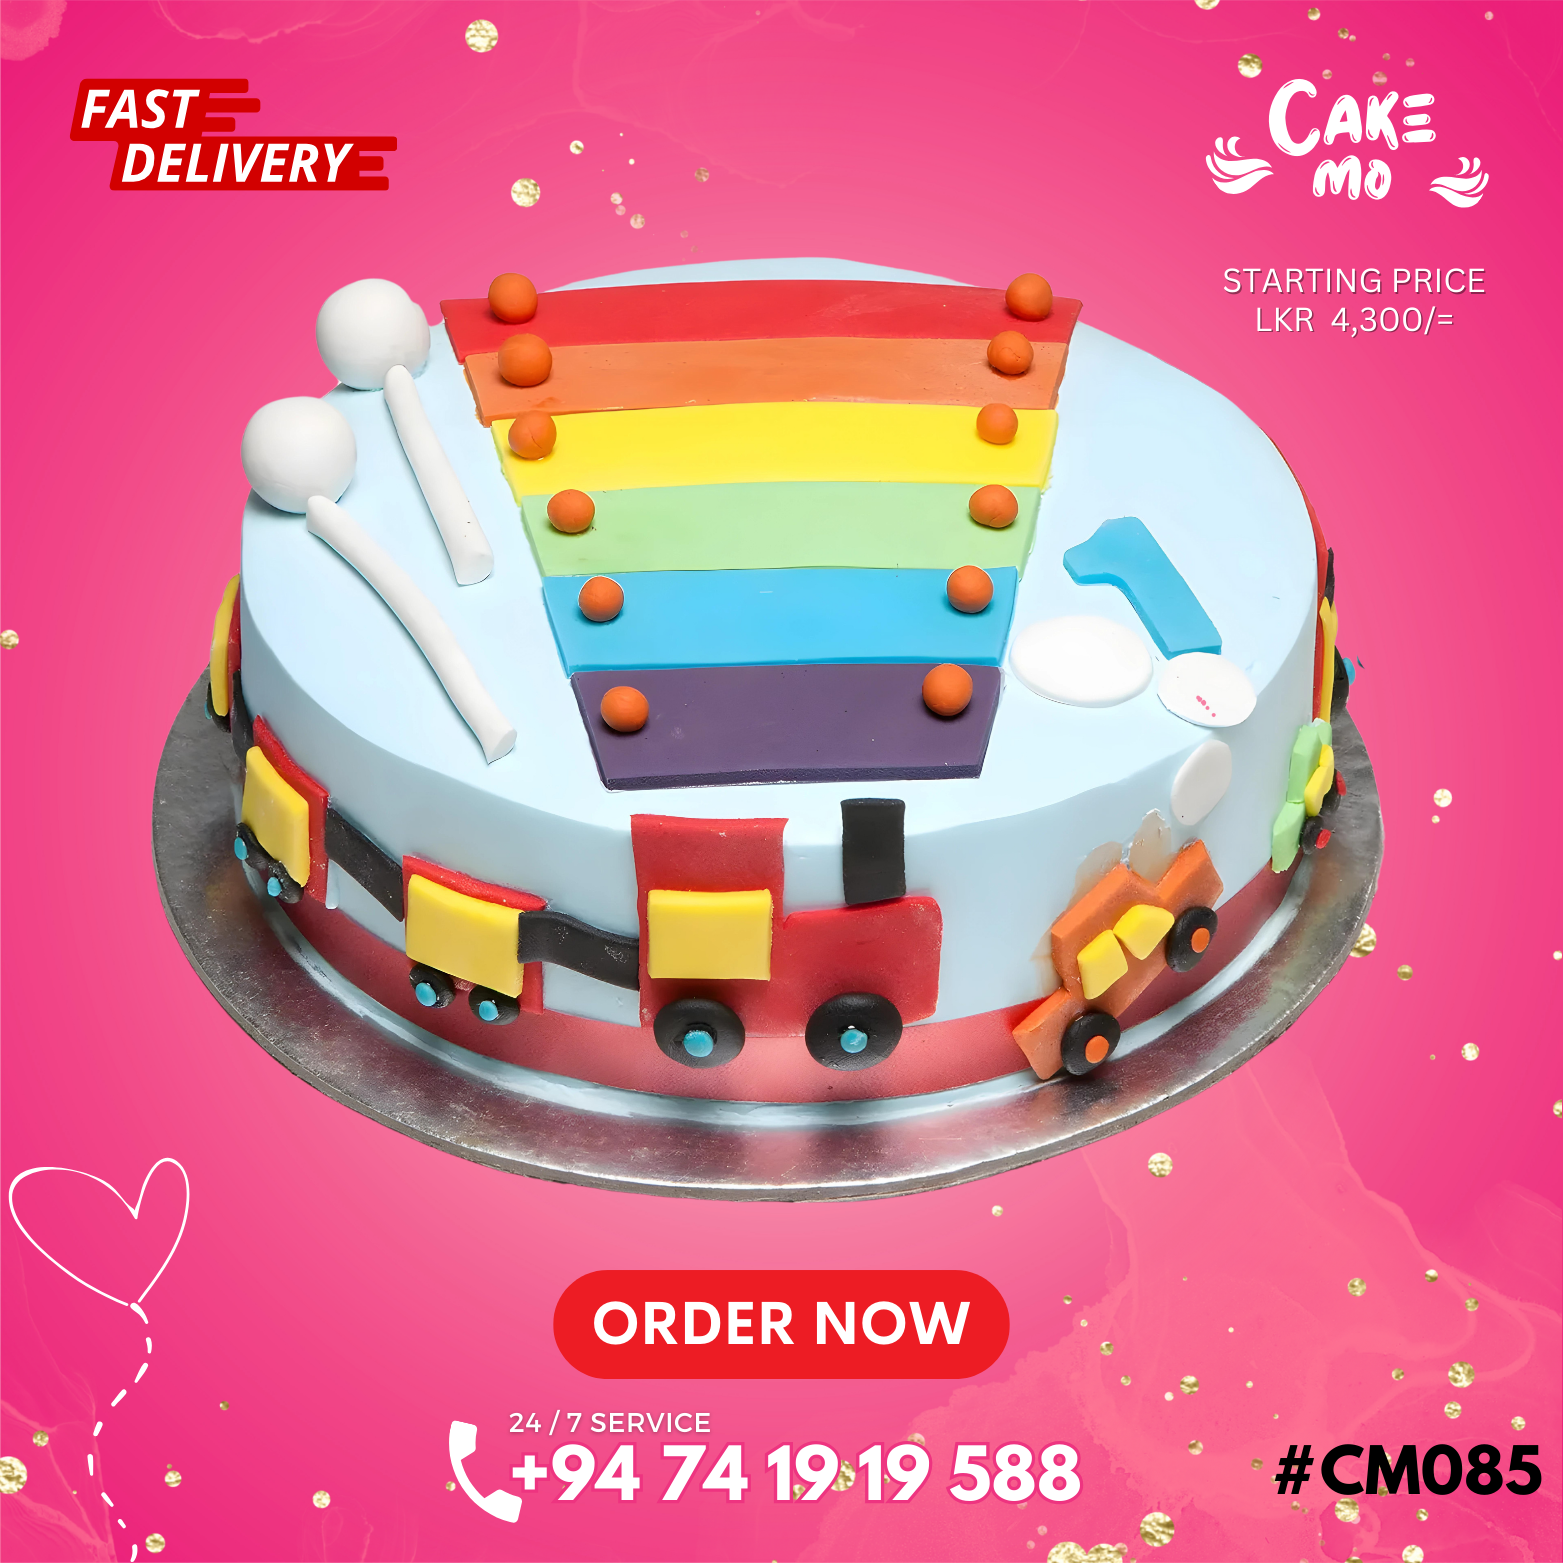 FAST
DELIVERY
CAKE
MO
STARTING PRICE
LKR 4,300/=
1
ORDER NOW
24 / 7 SERVICE
+94 74 19 19 588
#CM085